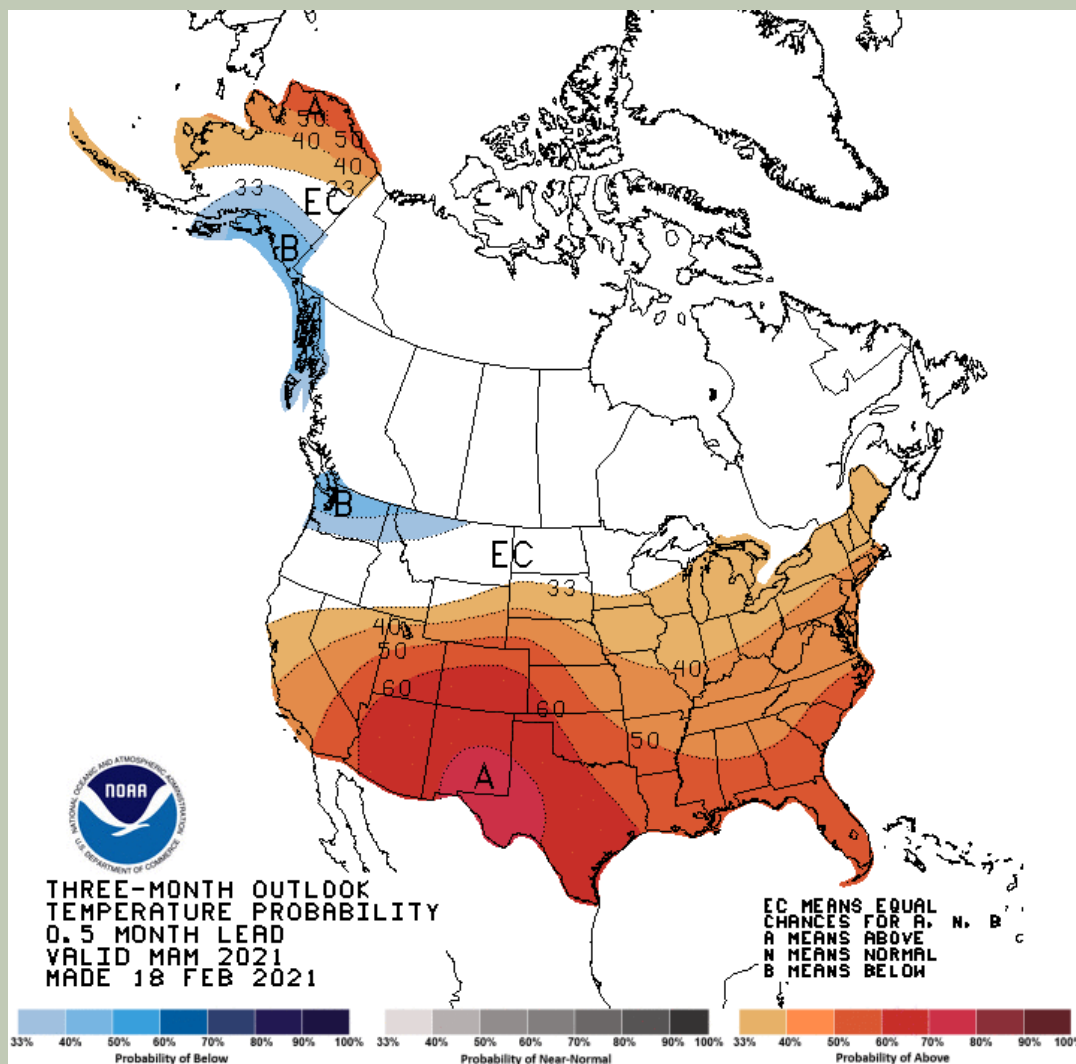 A
50
40 50
40
33 33
EC
B
B
EC
33
40
50
60
40
60
50
A
NATIONAL OCEANIC AND ATMOSPHERIC ADMINISTRATION
NOAA
U.S. DEPARTMENT OF COMMERCE
THREE-MONTH OUTLOOK
TEMPERATURE PROBABILITY
0.5 MONTH LEAD
VALID MAM 2021
MADE 18 FEB 2021
EC MEANS EQUAL
CHANCES FOR A, N, B
A MEANS ABOVE C
N MEANS NORMAL
B MEANS BELOW
33% 40% 50% 60% 70% 80% 90% 100%
Probability of Below
33% 40% 50% 60% 70% 80% 90% 100%
Probability of Near-Normal
33% 40% 50% 60% 70% 80% 90% 100%
Probability of Above